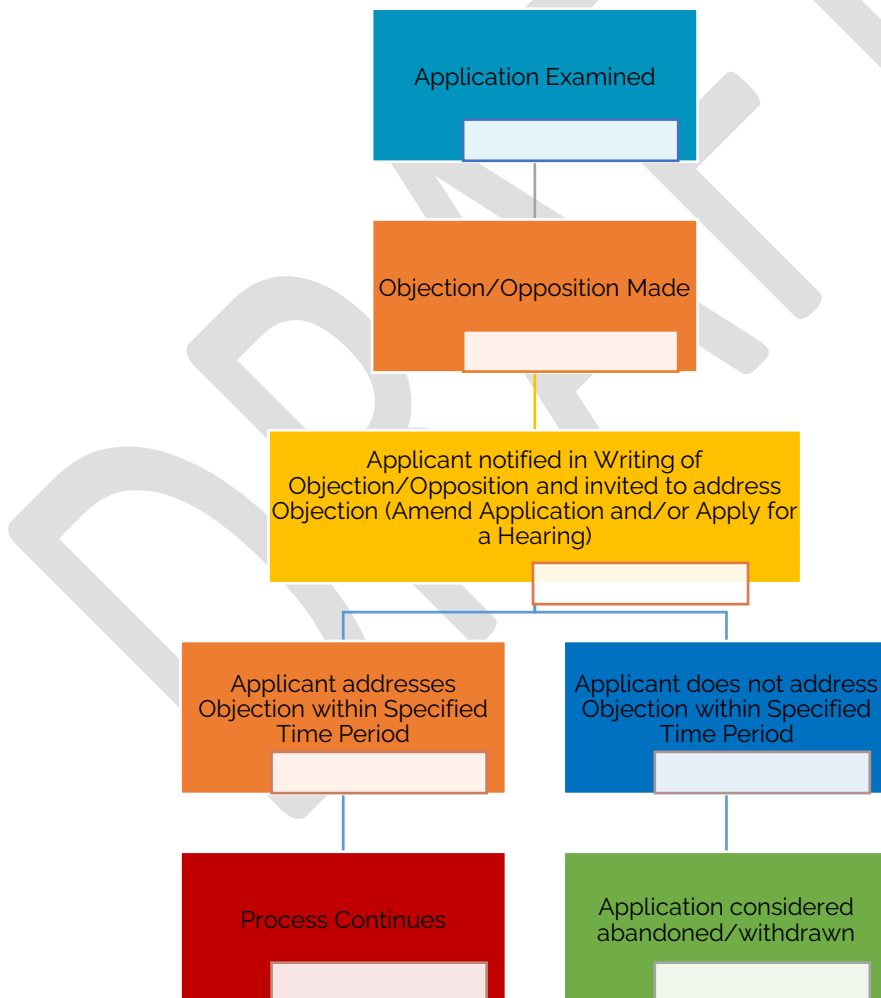 Application Examined
Objection/Opposition Made
Applicant notified in Writing of
Objection/Opposition and invited to address
Objection (Amend Application and/or Apply for
a Hearing)
Applicant addresses
Objection within Specified
Time Period
Applicant does not address
Objection within Specified
Time Period
Process Continues
Application considered
abandoned/withdrawn
DRAFT